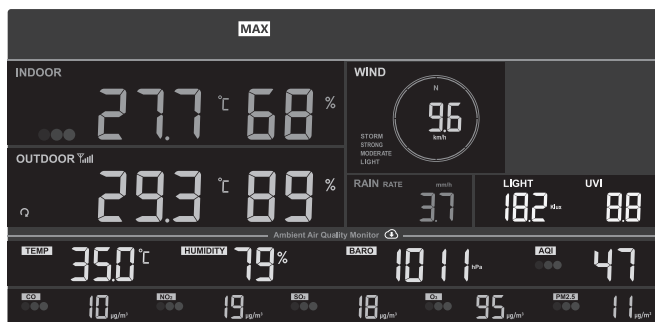 MAX
INDOOR
27.7 °C 68 %
WIND
N
9.6
km/h
STORM
STRONG
MODERATE
LIGHT
OUTDOOR
29.3 °C 89 %
RAIN RATE mm/h
3.7
LIGHT
18.2 Klux
UVI
8.8
Ambient Air Quality Monitor
TEMP 35.0 °C
HUMIDITY 79 %
BARO 1011 hPa
AQI 47
CO 10 µg/m³
NO₂ 19 µg/m³
SO₂ 18 µg/m³
O₃ 95 µg/m³
PM2.5 11 µg/m³